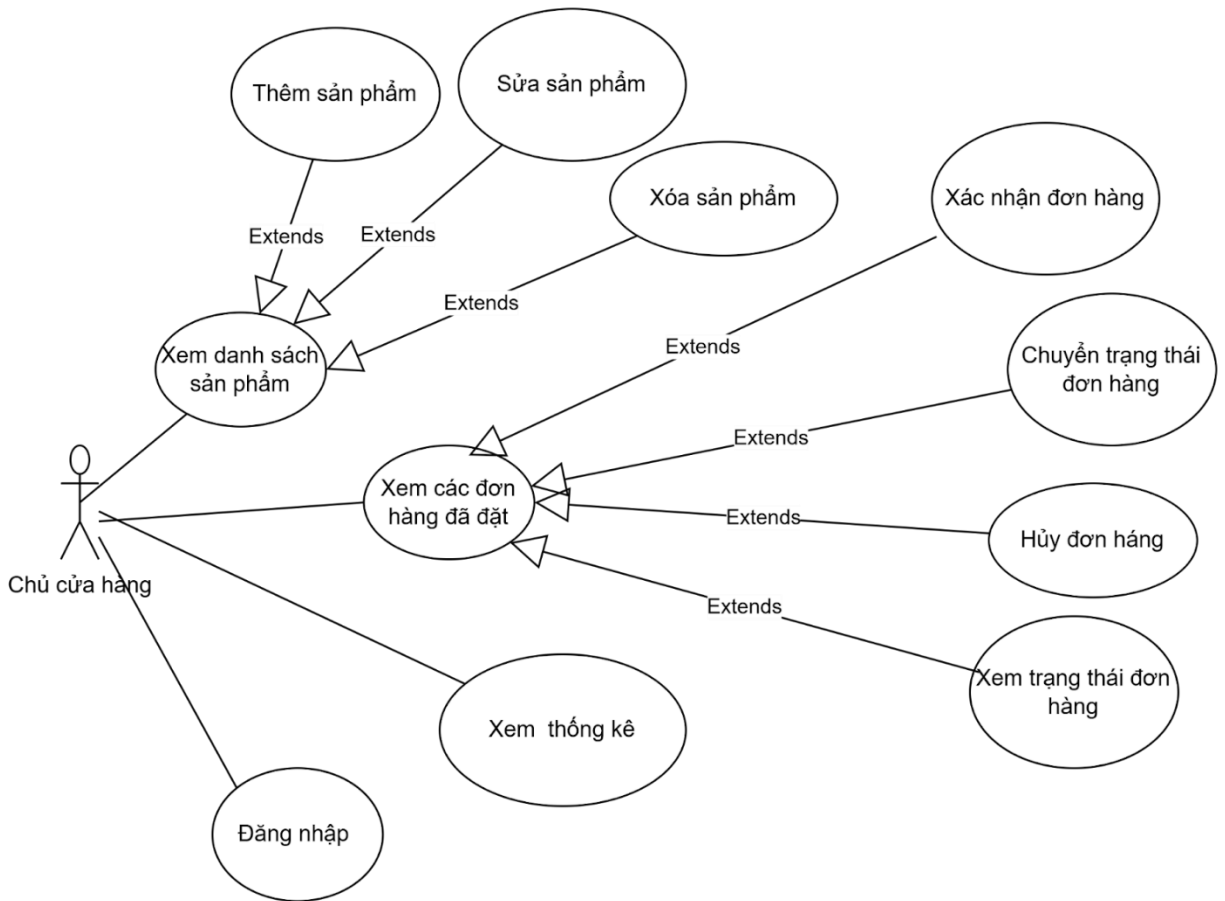 Thêm sản phẩm
Sửa sản phẩm
Xóa sản phẩm
Xác nhận đơn hàng
Extends
Extends
Extends
Extends
Xem danh sách
sản phẩm
Chuyển trạng thái
đơn hàng
Extends
Xem các đơn
hàng đã đặt
Extends
Hủy đơn háng
Chủ cửa hàng
Extends
Xem trạng thái đơn
hàng
Xem  thống kê
Đăng nhập